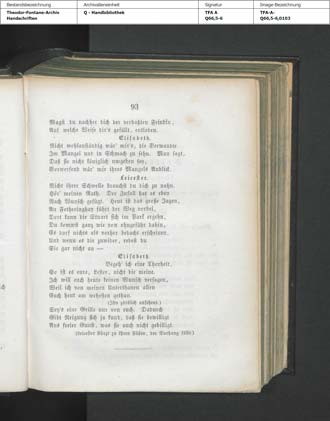 Bestandsbezeichnung Archivalieneinheit Signatur Image-Bezeichnung
Theodor-Fontane-Archiv Q - Handbibliothek TFA A TFA-A-
Handschriften Q66,5-6 Q66,5-6,0103
93
Magst du nachher dich der verhaßten Feindin,
Auf welche Weise dir's gefällt, entladen.
Elisabeth.
Nicht wohlanständig wär' mir's, die Verwandte
Im Mangel und in Schmach zu sehn. Man sagt,
Daß sie nicht königlich umgeben sey,
Vorwerfend wär' mir ihres Mangels Anblick.
Leicester.
Nicht ihrer Schwelle brauchst du dich zu nahn.
Hör' meinen Rath. Der Zufall hat es eben
Nach Wunsch gefügt. Heut ist das große Jagen,
An Fotheringhay führt der Weg vorbei,
Dort kann die Stuart sich im Park ergehn,
Du kommst ganz wie von ohngefähr dahin,
Es darf nichts als vorher bedacht erscheinen,
Und wenn es dir zuwider, redest du
Sie gar nicht an —
Elisabeth.
Begeh' ich eine Thorheit,
So ist es eure, Lester, nicht die meine.
Ich will euch heute keinen Wunsch versagen,
Weil ich von meinen Unterthanen allen
Euch heut am wehesten gethan.
(Ihn zärtlich ansehend.)
Sey's eine Grille nur von euch. Dadurch
Gibt Neigung sich ja kund, daß sie bewilligt
Aus freier Gunst, was sie auch nicht gebilligt.
(Leicester stürzt zu ihren Füßen, der Vorhang fällt.)